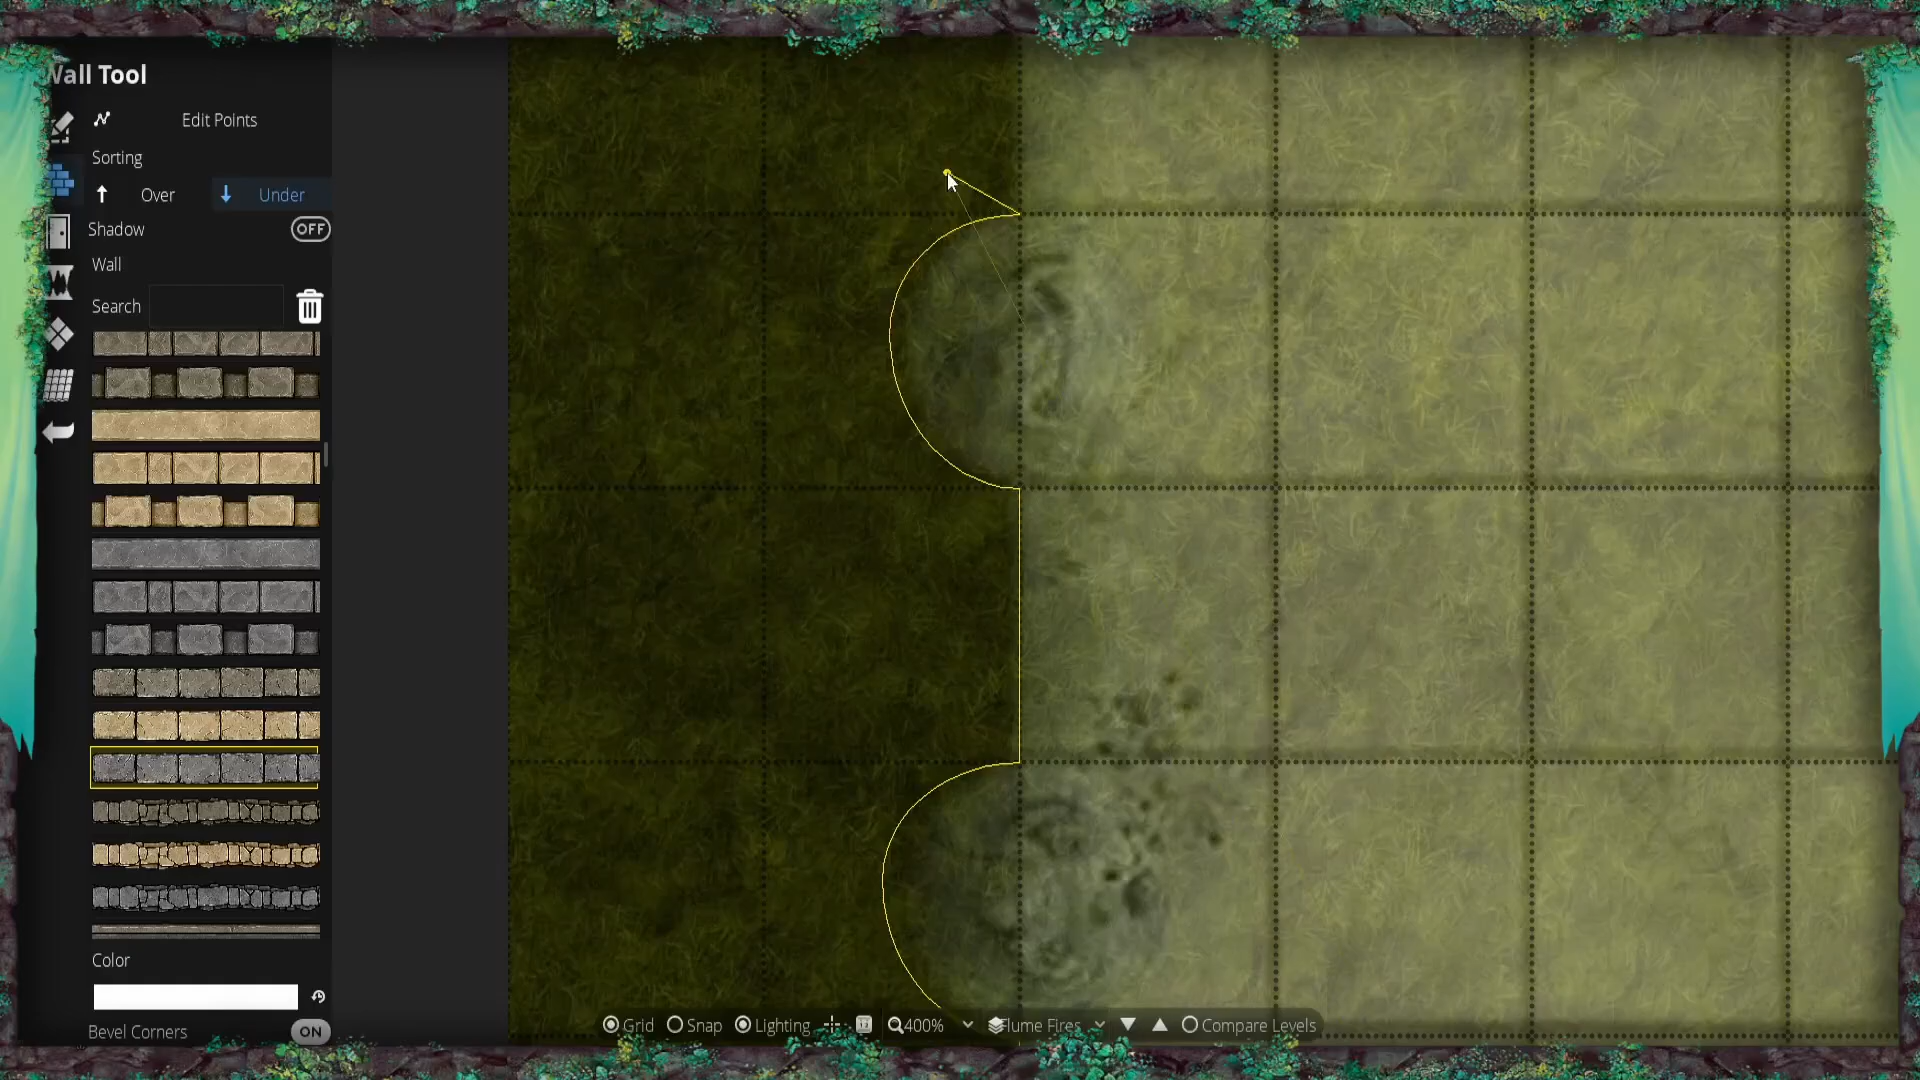 Wall Tool
Edit Points
Sorting
Over
Under
Shadow
OFF
Wall
Search
Color
Bevel Corners
ON
Grid
Snap
Lighting
400%
lume Fires
Compare Levels